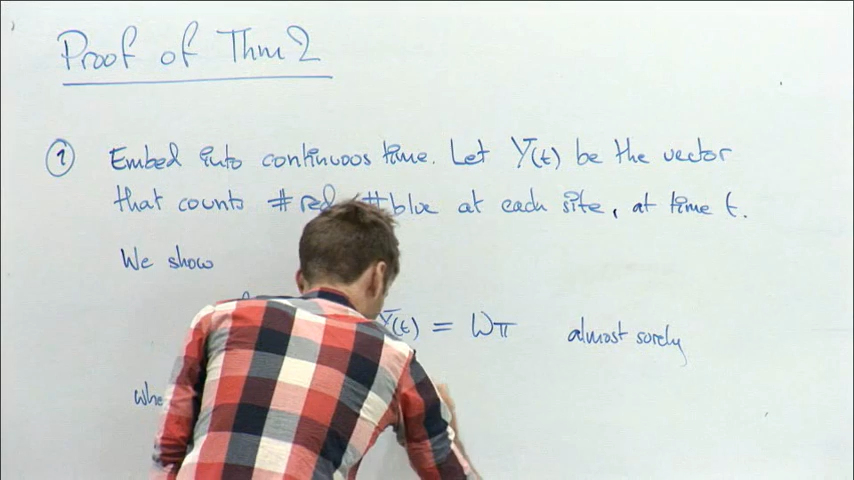 Proof of Thm 2
① Embed into continuous time. Let Y(t) be the vector
that counts # red #blue at each site, at time t.
We show
Y(t) = Wπ almost surely